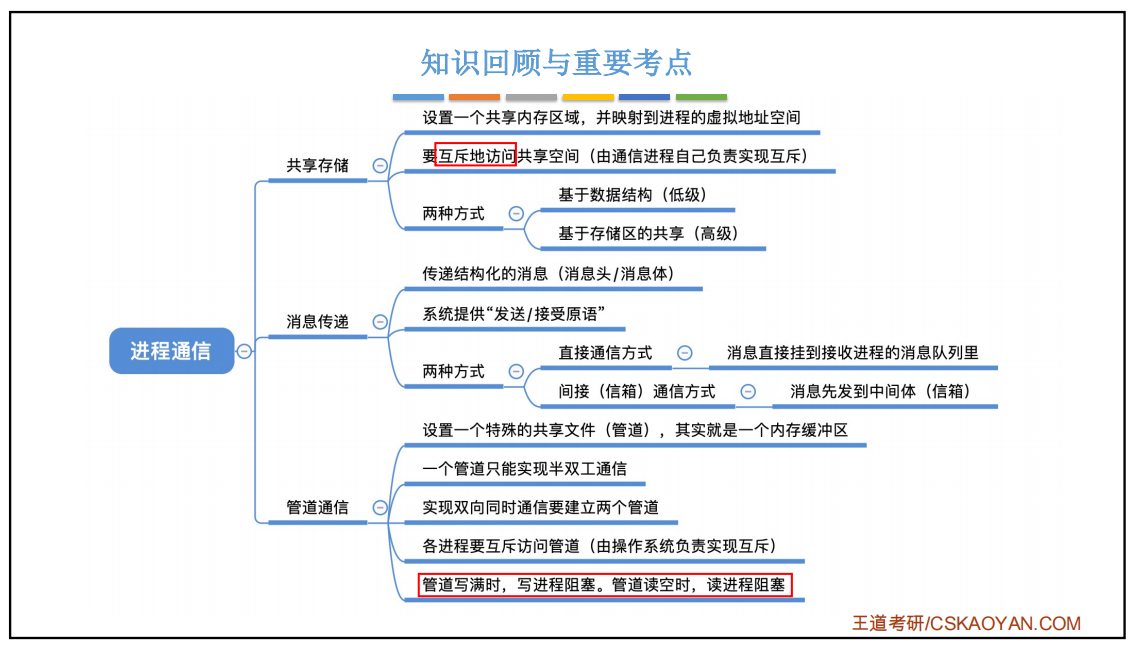 知识回顾与重要考点
设置一个共享内存区域，并映射到进程的虚拟地址空间
要互斥地访问共享空间（由通信进程自己负责实现互斥）
共享存储
基于数据结构（低级）
两种方式
基于存储区的共享（高级）
传递结构化的消息（消息头/消息体）
系统提供“发送/接受原语”
消息传递
进程通信
直接通信方式
消息直接挂到接收进程的消息队列里
两种方式
间接（信箱）通信方式
消息先发到中间体（信箱）
设置一个特殊的共享文件（管道），其实就是一个内存缓冲区
一个管道只能实现半双工通信
管道通信
实现双向同时通信要建立两个管道
各进程要互斥访问管道（由操作系统负责实现互斥）
管道写满时，写进程阻塞。管道读空时，读进程阻塞
王道考研/CSKAOYAN.COM